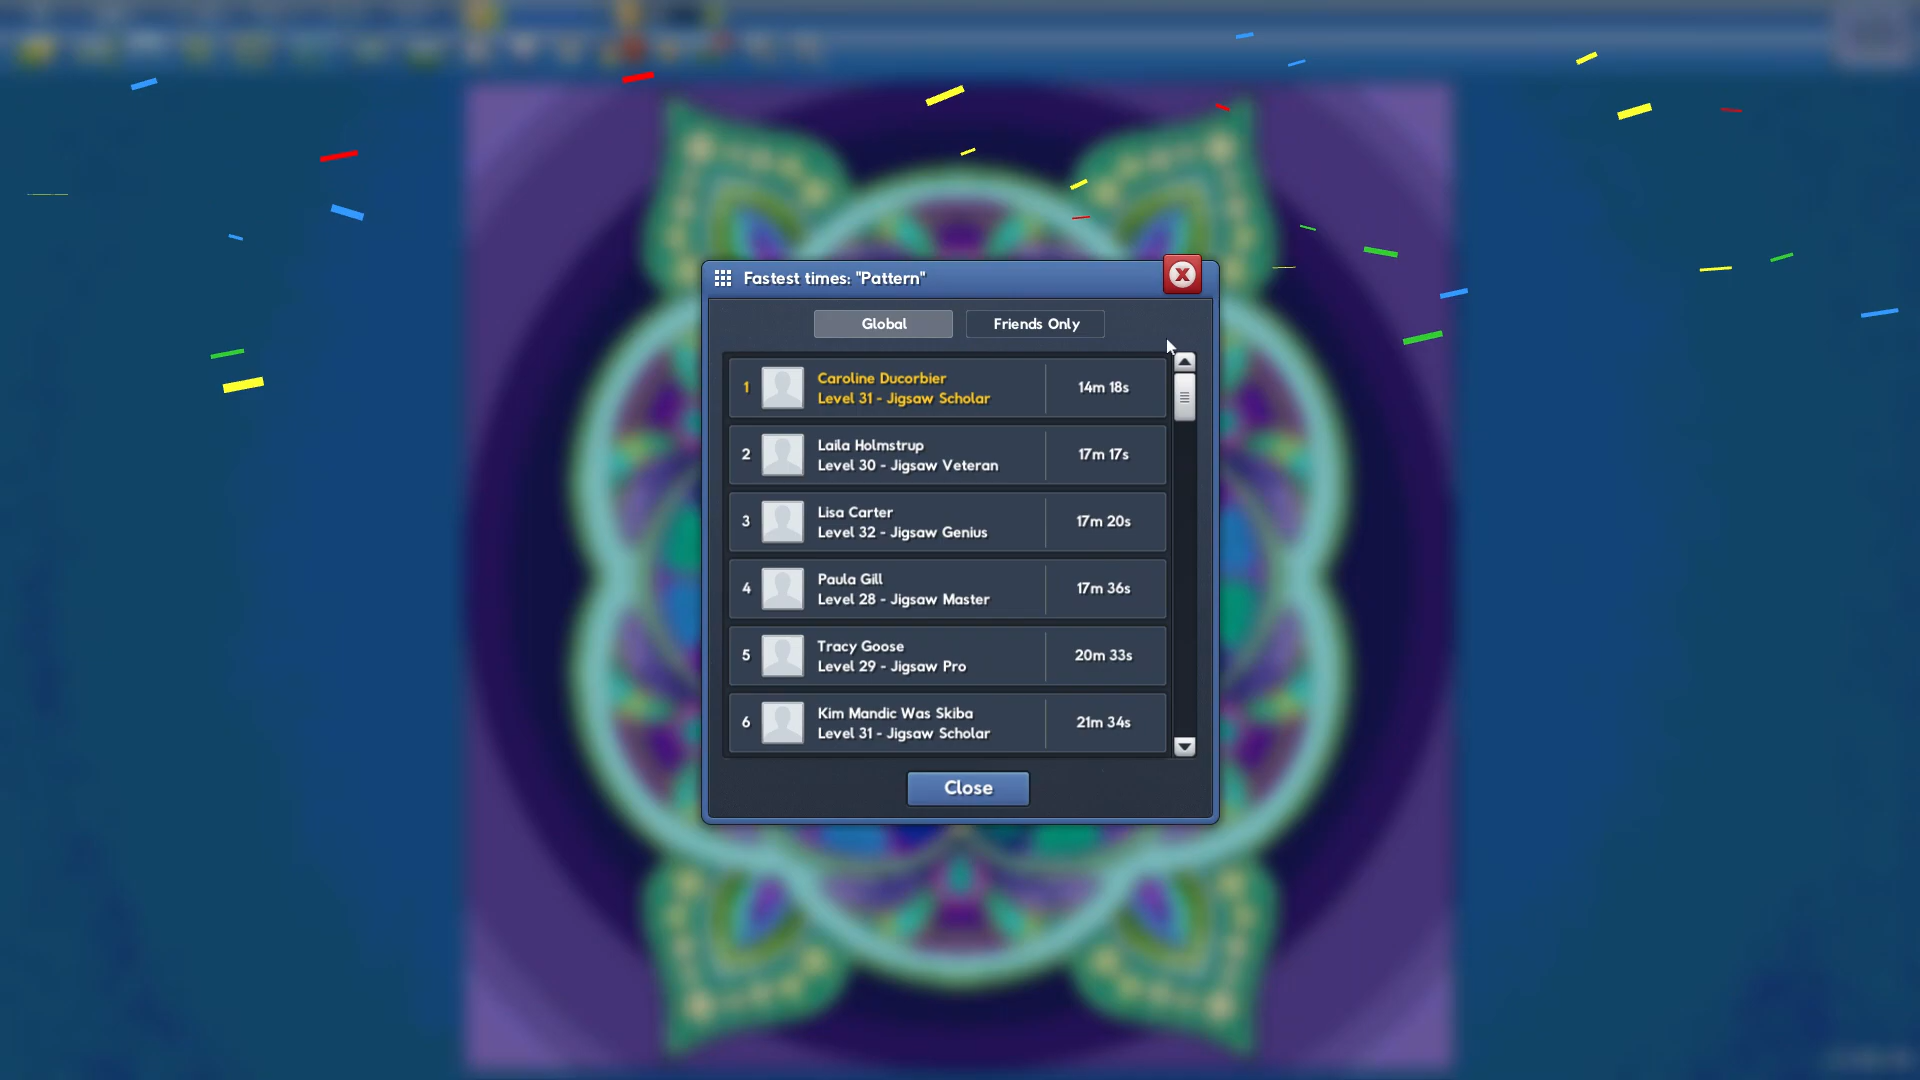 Fastest times: "Pattern"
Global
Friends Only
1
Caroline Ducorbier
Level 31 - Jigsaw Scholar
14m 18s
2
Laila Holmstrup
Level 30 - Jigsaw Veteran
17m 17s
3
Lisa Carter
Level 32 - Jigsaw Genius
17m 20s
4
Paula Gill
Level 28 - Jigsaw Master
17m 36s
5
Tracy Goose
Level 29 - Jigsaw Pro
20m 33s
6
Kim Mandic Was Skiba
Level 31 - Jigsaw Scholar
21m 34s
Close